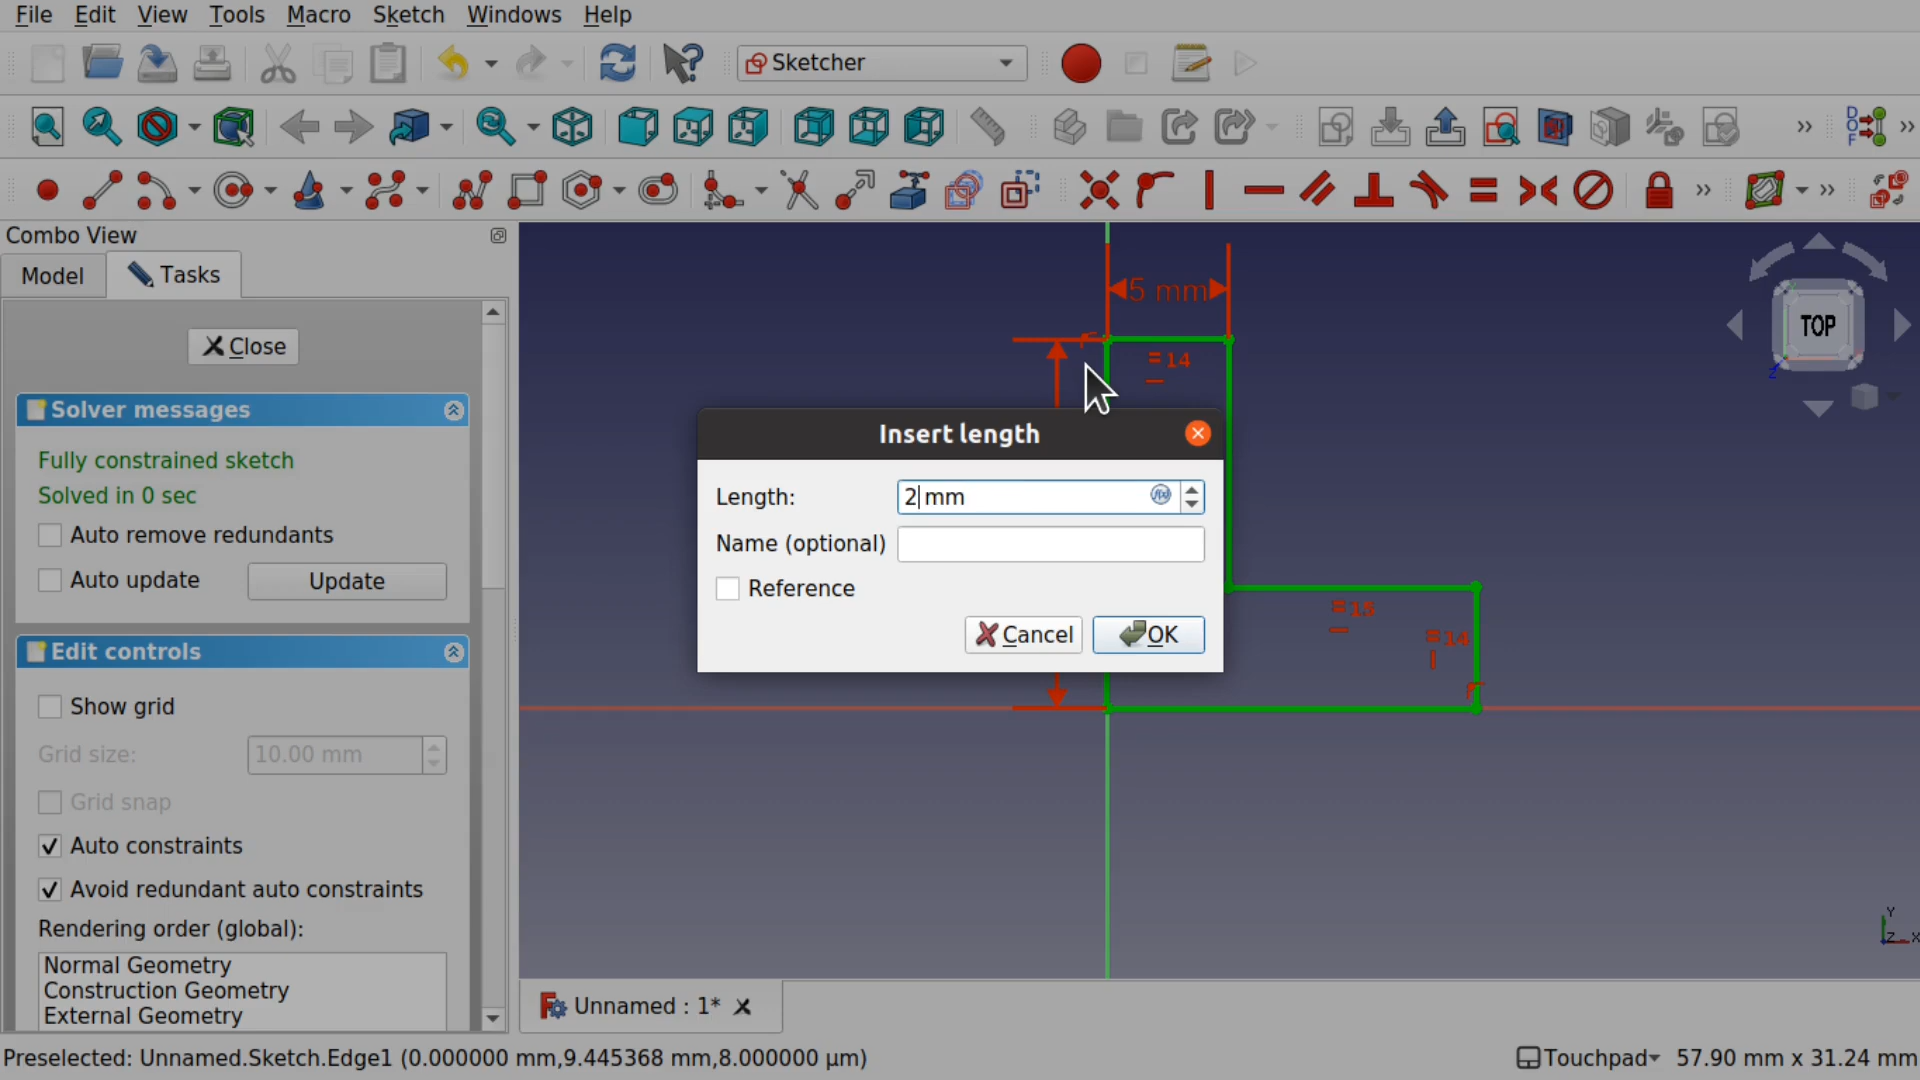 File Edit View Tools Macro Sketch Windows Help
Sketcher
Combo View
Model Tasks
Close
Solver messages
Fully constrained sketch
Solved in 0 sec
Auto remove redundants
Auto update Update
Edit controls
Show grid
Grid size: 10.00 mm
Grid snap
Auto constraints
Avoid redundant auto constraints
Rendering order (global):
Normal Geometry
Construction Geometry
External Geometry
5 mm
=14
Insert length
Length: 2 mm
Name (optional)
Reference
Cancel OK
=15
=14
TOP
Z
Y
Z X
DOF
Unnamed : 1*
Preselected: Unnamed.Sketch.Edge1 (0.000000 mm,9.445368 mm,8.000000 µm)
Touchpad 57.90 mm x 31.24 mm